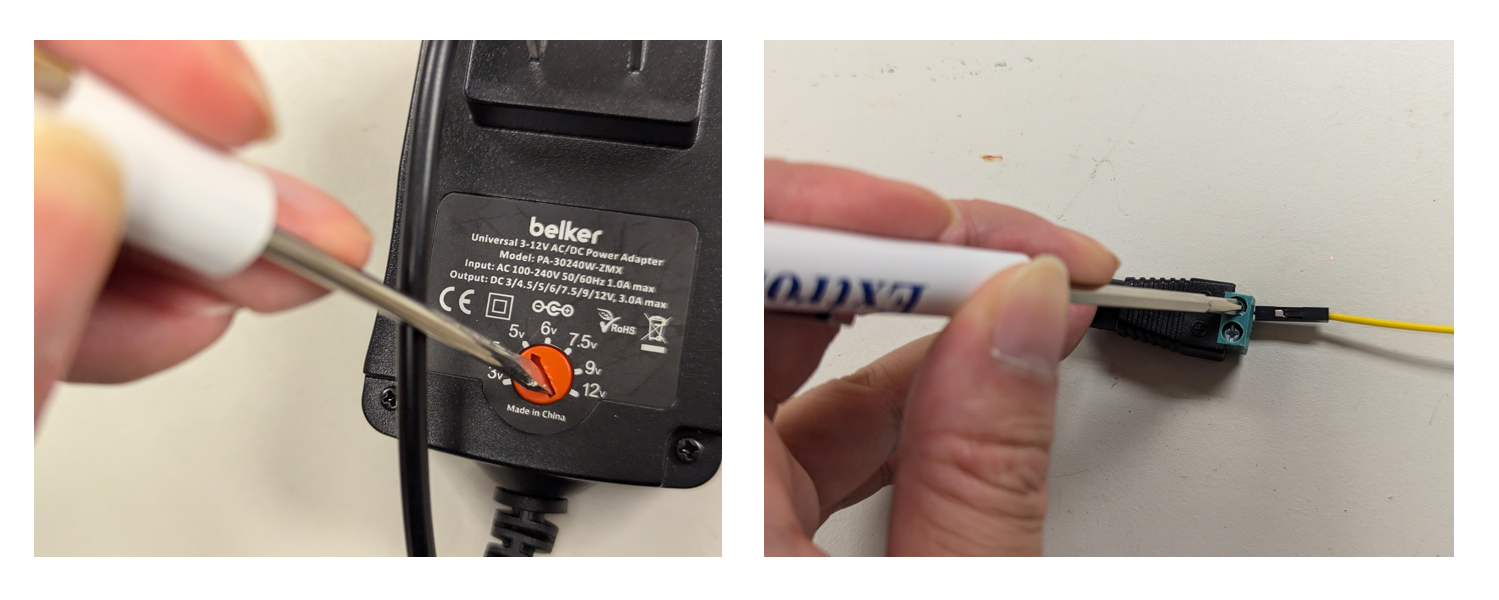 belker
Universal 3-12V AC/DC Power Adapter
Model: PA-30240W-ZMX
Input: AC 100-240V 50/60Hz 1.0A max
Output: DC 3/4.5/5/6/7.5/9/12V, 3.0A max
CE
RoHS
5v 6v 7.5v
3v 9v
12v
Made in China
Extro